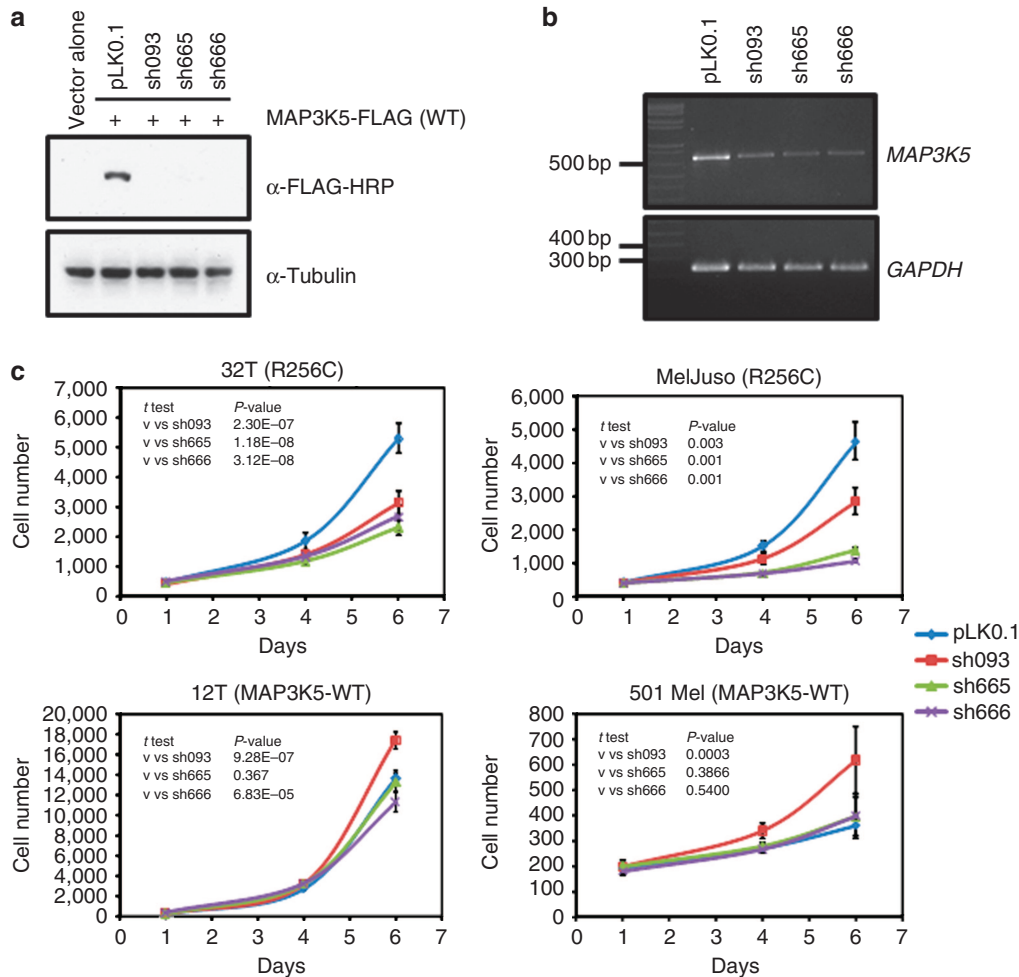 a
Vector alone
pLK0.1
sh093
sh665
sh666
+ + + + MAP3K5-FLAG (WT)
α-FLAG-HRP
α-Tubulin
b
pLK0.1
sh093
sh665
sh666
500 bp
MAP3K5
400 bp
300 bp
GAPDH
c
32T (R256C)
Cell number
7,000
6,000
5,000
4,000
3,000
2,000
1,000
0
t test P-value
v vs sh093 2.30E–07
v vs sh665 1.18E–08
v vs sh666 3.12E–08
0 1 2 3 4 5 6 7
Days
MelJuso (R256C)
Cell number
6,000
5,000
4,000
3,000
2,000
1,000
0
t test P-value
v vs sh093 0.003
v vs sh665 0.001
v vs sh666 0.001
0 1 2 3 4 5 6 7
Days
pLK0.1
sh093
sh665
sh666
12T (MAP3K5-WT)
Cell number
20,000
18,000
16,000
14,000
12,000
10,000
8,000
6,000
4,000
2,000
0
t test P-value
v vs sh093 9.28E–07
v vs sh665 0.367
v vs sh666 6.83E–05
0 1 2 3 4 5 6 7
Days
501 Mel (MAP3K5-WT)
Cell number
800
700
600
500
400
300
200
100
0
t test P-value
v vs sh093 0.0003
v vs sh665 0.3866
v vs sh666 0.5400
0 1 2 3 4 5 6 7
Days